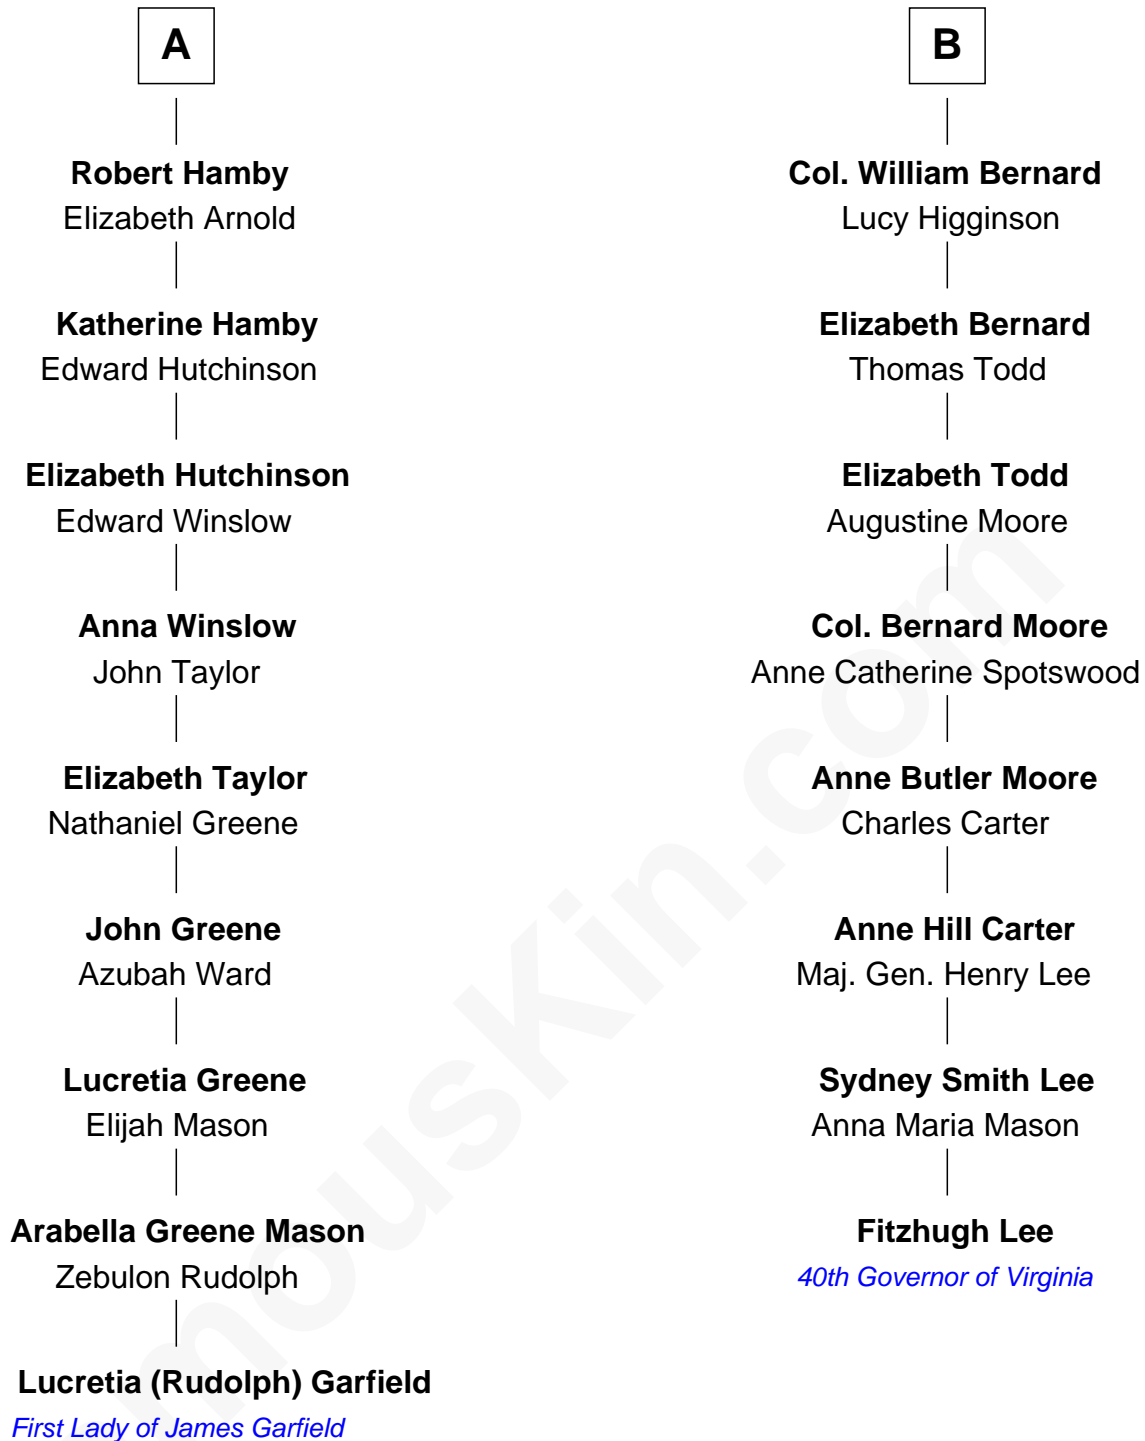 A
Robert Hamby
Elizabeth Arnold
Katherine Hamby
Edward Hutchinson
Elizabeth Hutchinson
Edward Winslow
Anna Winslow
John Taylor
Elizabeth Taylor
Nathaniel Greene
John Greene
Azubah Ward
Lucretia Greene
Elijah Mason
Arabella Greene Mason
Zebulon Rudolph
Lucretia (Rudolph) Garfield
First Lady of James Garfield
B
Col. William Bernard
Lucy Higginson
Elizabeth Bernard
Thomas Todd
Elizabeth Todd
Augustine Moore
Col. Bernard Moore
Anne Catherine Spotswood
Anne Butler Moore
Charles Carter
Anne Hill Carter
Maj. Gen. Henry Lee
Sydney Smith Lee
Anna Maria Mason
Fitzhugh Lee
40th Governor of Virginia
mousKin.com